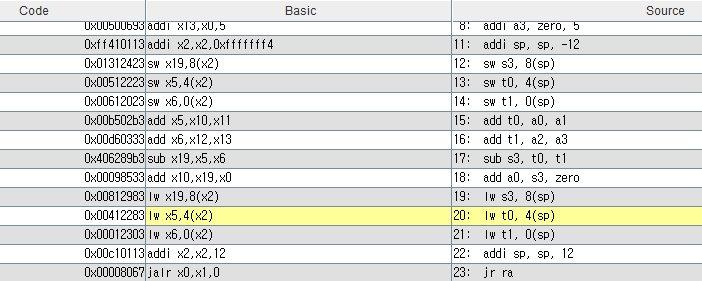 Code Basic Source
0x00500693 addi x13,x0,5 8: addi a3, zero, 5
0xff410113 addi x2,x2,0xfffffff4 11: addi sp, sp, -12
0x01312423 sw x19,8(x2) 12: sw s3, 8(sp)
0x00512223 sw x5,4(x2) 13: sw t0, 4(sp)
0x00612023 sw x6,0(x2) 14: sw t1, 0(sp)
0x00b502b3 add x5,x10,x11 15: add t0, a0, a1
0x00d60333 add x6,x12,x13 16: add t1, a2, a3
0x406289b3 sub x19,x5,x6 17: sub s3, t0, t1
0x00098533 add x10,x19,x0 18: add a0, s3, zero
0x00812983 lw x19,8(x2) 19: lw s3, 8(sp)
0x00412283 lw x5,4(x2) 20: lw t0, 4(sp)
0x00012303 lw x6,0(x2) 21: lw t1, 0(sp)
0x00c10113 addi x2,x2,12 22: addi sp, sp, 12
0x00008067 jalr x0,x1,0 23: jr ra